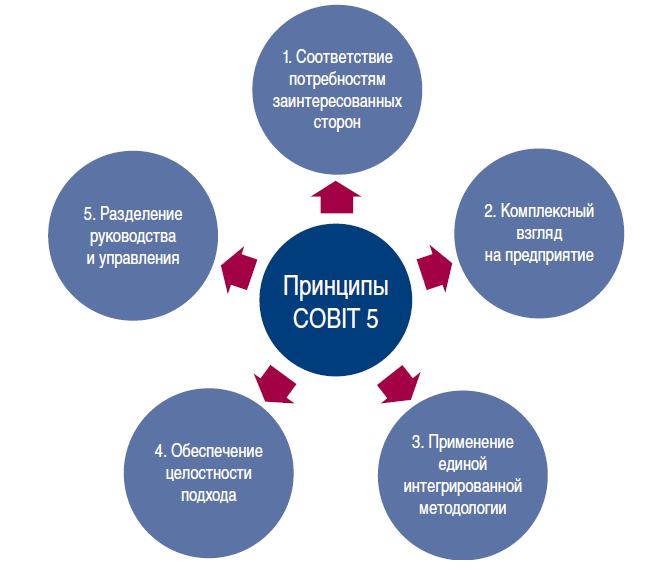 1. Соответствие
потребностям
заинтересованных
сторон
2. Комплексный
взгляд
на предприятие
3. Применение
единой
интегрированной
методологии
4. Обеспечение
целостности
подхода
5. Разделение
руководства
и управления
Принципы
COBIT 5